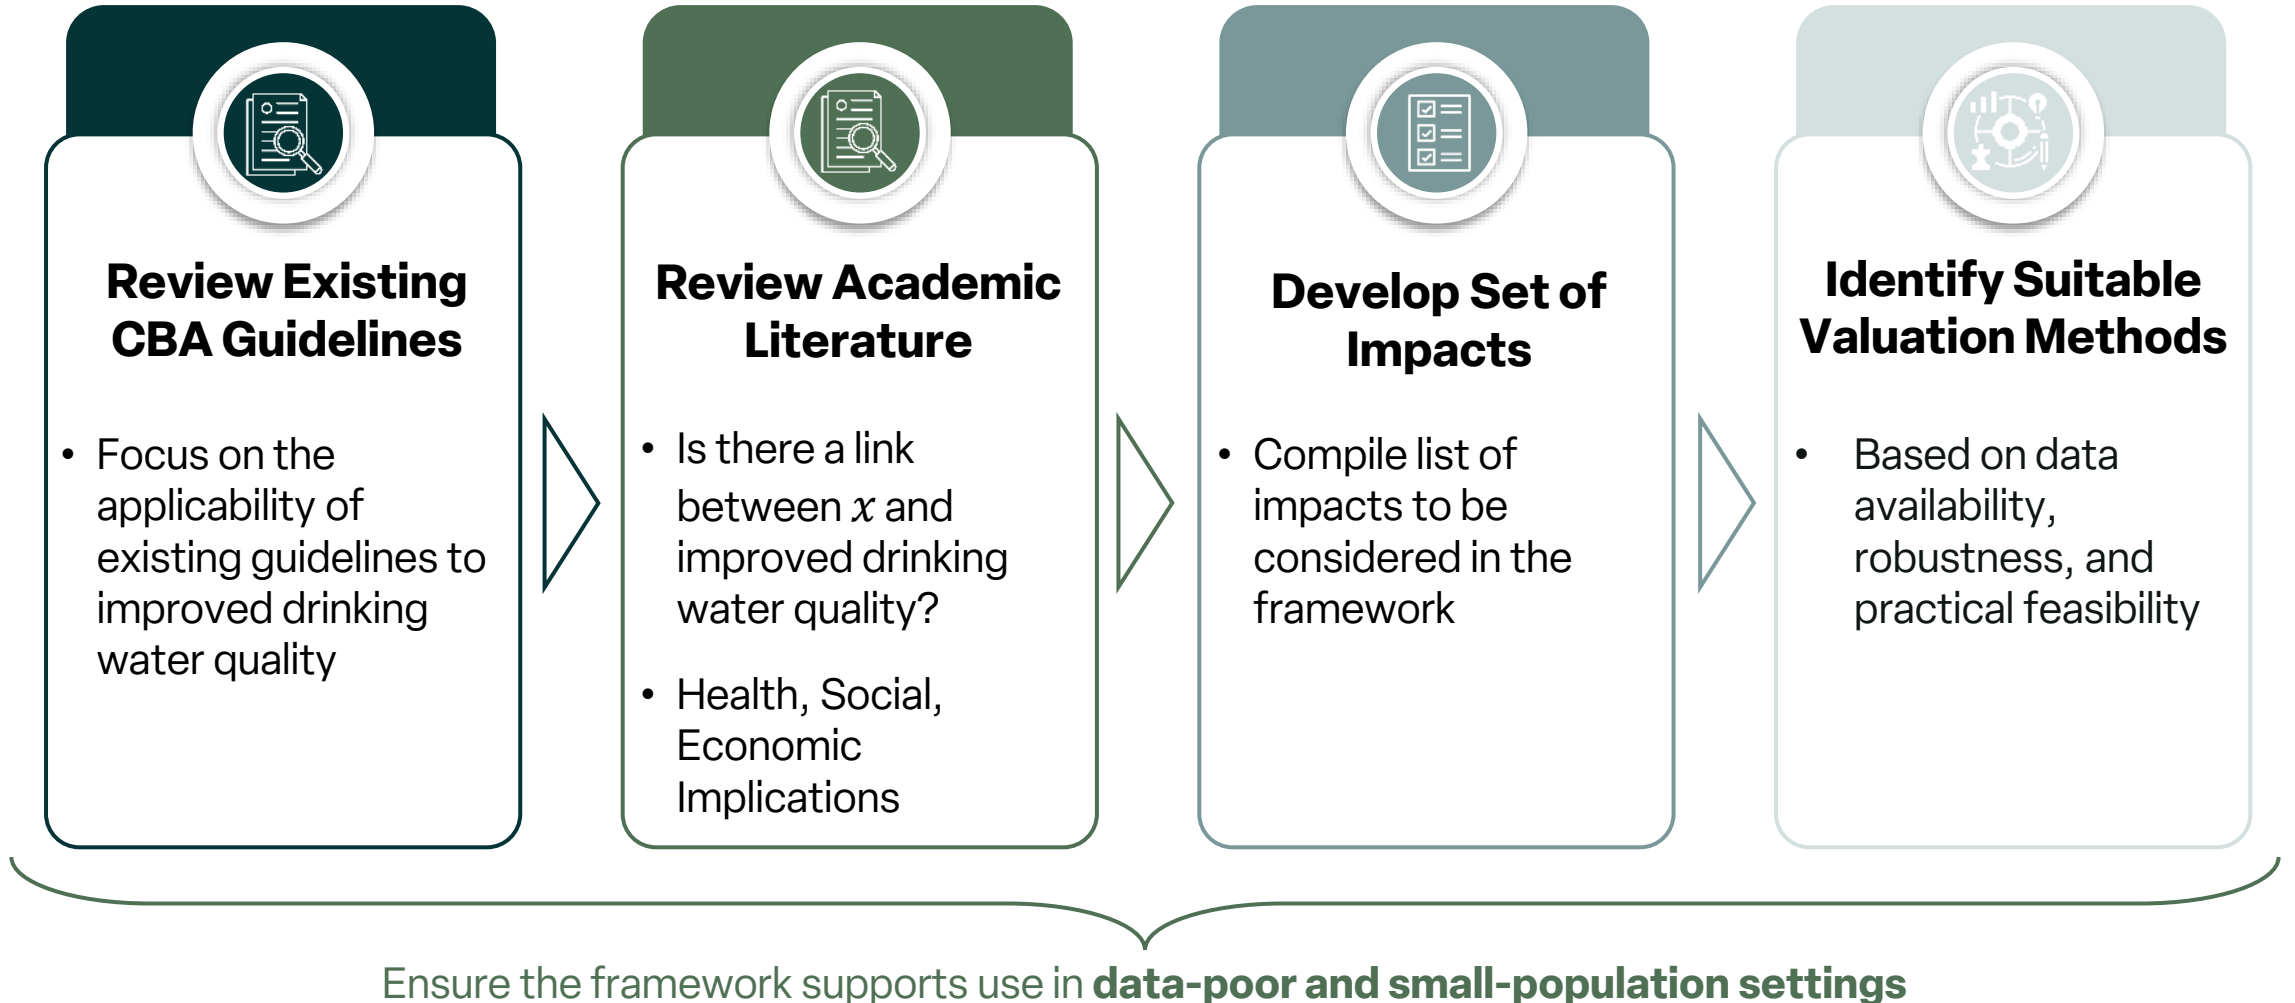 Review Existing
CBA Guidelines
• Focus on the
applicability of
existing guidelines to
improved drinking
water quality
Review Academic
Literature
• Is there a link
between x and
improved drinking
water quality?
• Health, Social,
Economic
Implications
Develop Set of
Impacts
• Compile list of
impacts to be
considered in the
framework
Identify Suitable
Valuation Methods
• Based on data
availability,
robustness, and
practical feasibility
Ensure the framework supports use in data-poor and small-population settings